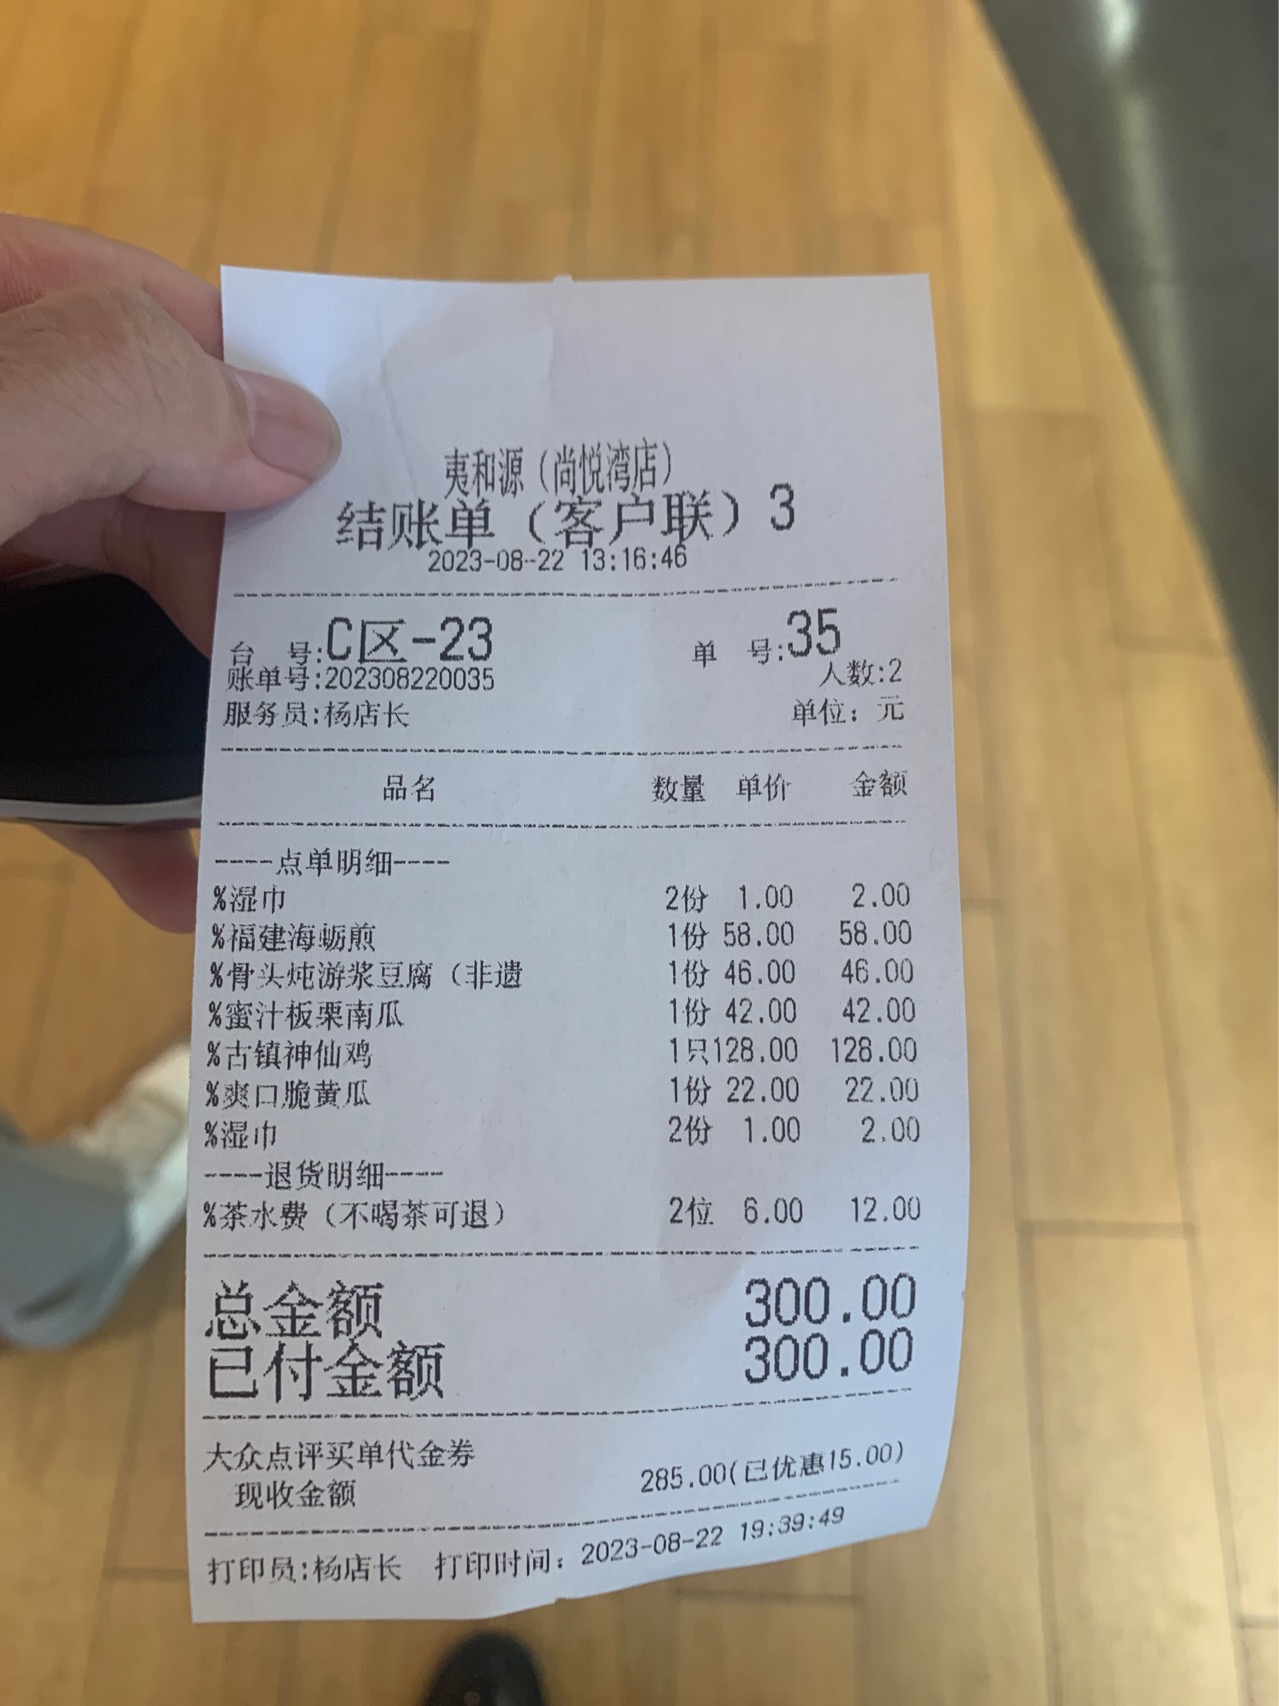 夷和源（尚悦湾店）
结账单（客户联）3
2023-08-22 13:16:46
台 号:C区-23 单 号:35
账单号:202308220035 人数:2
服务员:杨店长 单位：元
品名 数量 单价 金额
----点单明细----
%湿巾 2份 1.00 2.00
%福建海蛎煎 1份 58.00 58.00
%骨头炖游浆豆腐（非遗 1份 46.00 46.00
%蜜汁板栗南瓜 1份 42.00 42.00
%古镇神仙鸡 1只128.00 128.00
%爽口脆黄瓜 1份 22.00 22.00
%湿巾 2份 1.00 2.00
----退货明细----
%茶水费（不喝茶可退） 2位 6.00 12.00
总金额 300.00
已付金额 300.00
大众点评买单代金券
现收金额 285.00(已优惠15.00)
打印员:杨店长 打印时间：2023-08-22 19:39:49